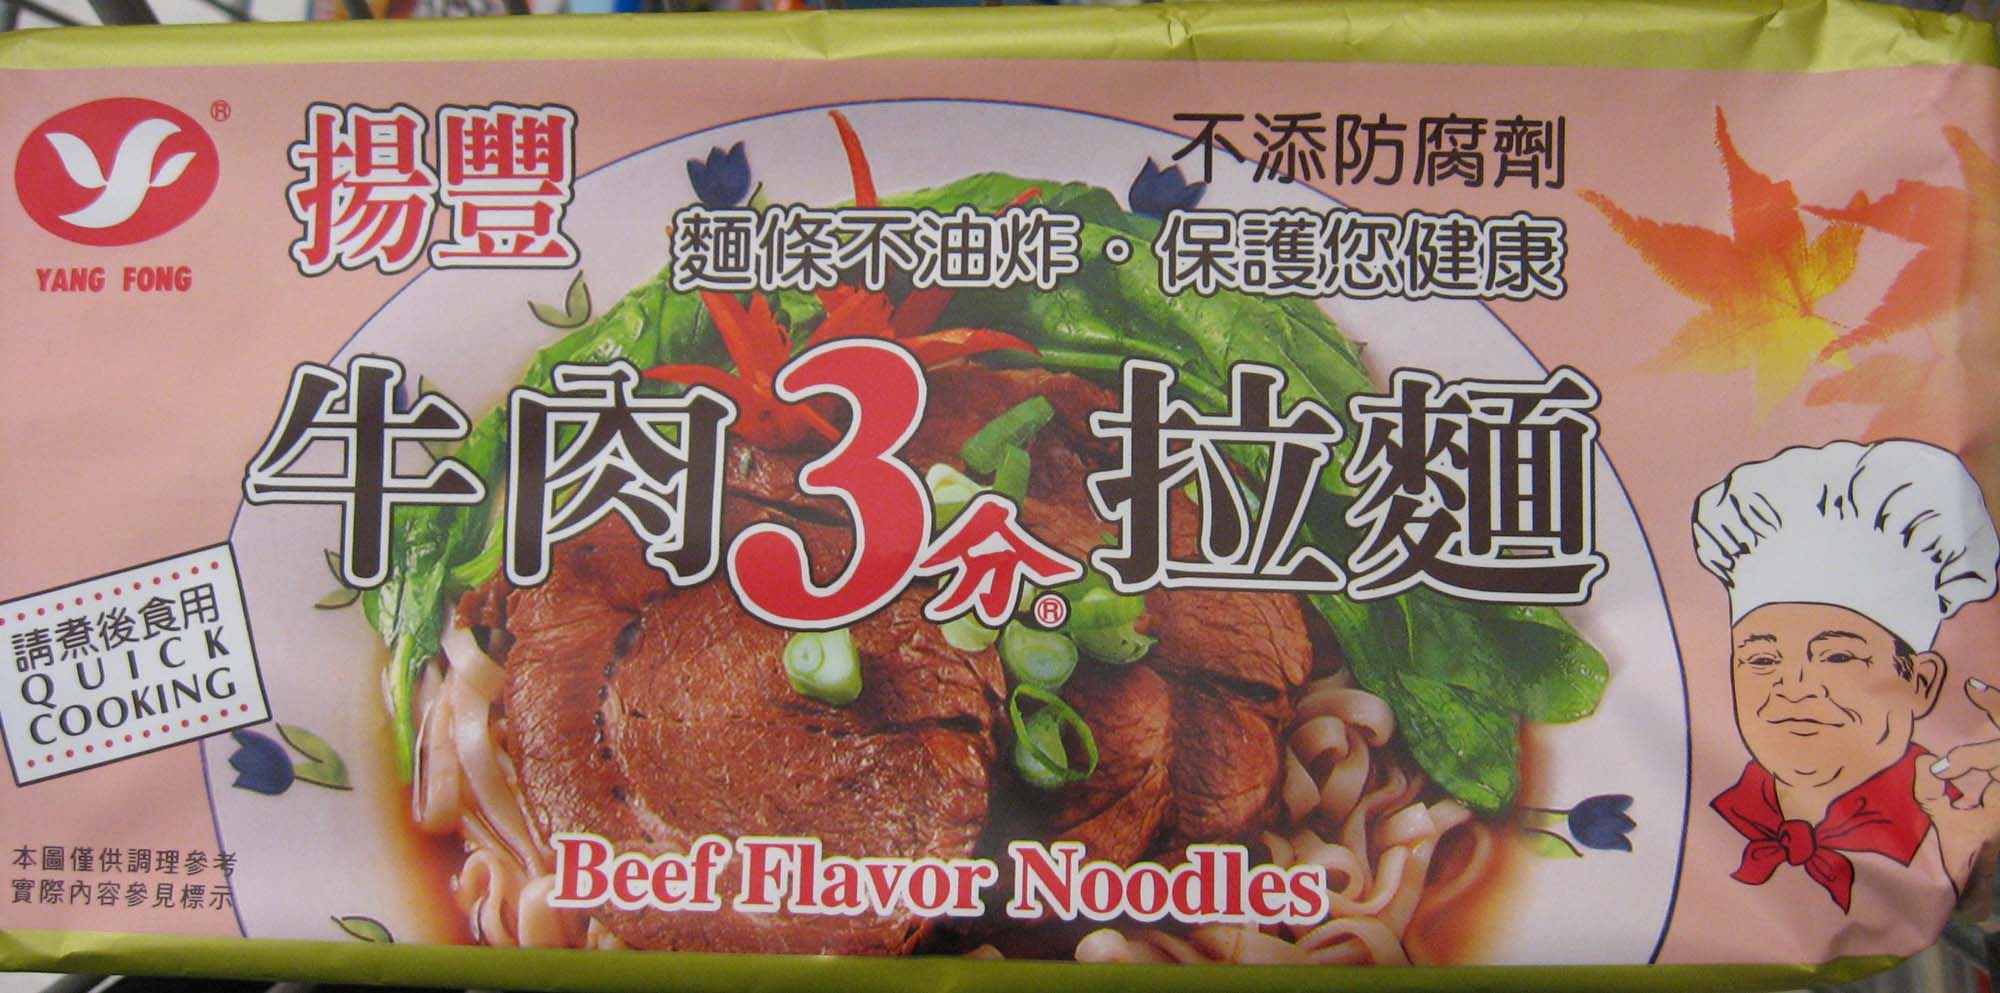 ®
YANG FONG
揚豐
不添防腐劑
麵條不油炸・保護您健康
牛肉3分®拉麵
請煮後食用
QUICK
COOKING
Beef Flavor Noodles
本圖僅供調理參考
實際內容參見標示